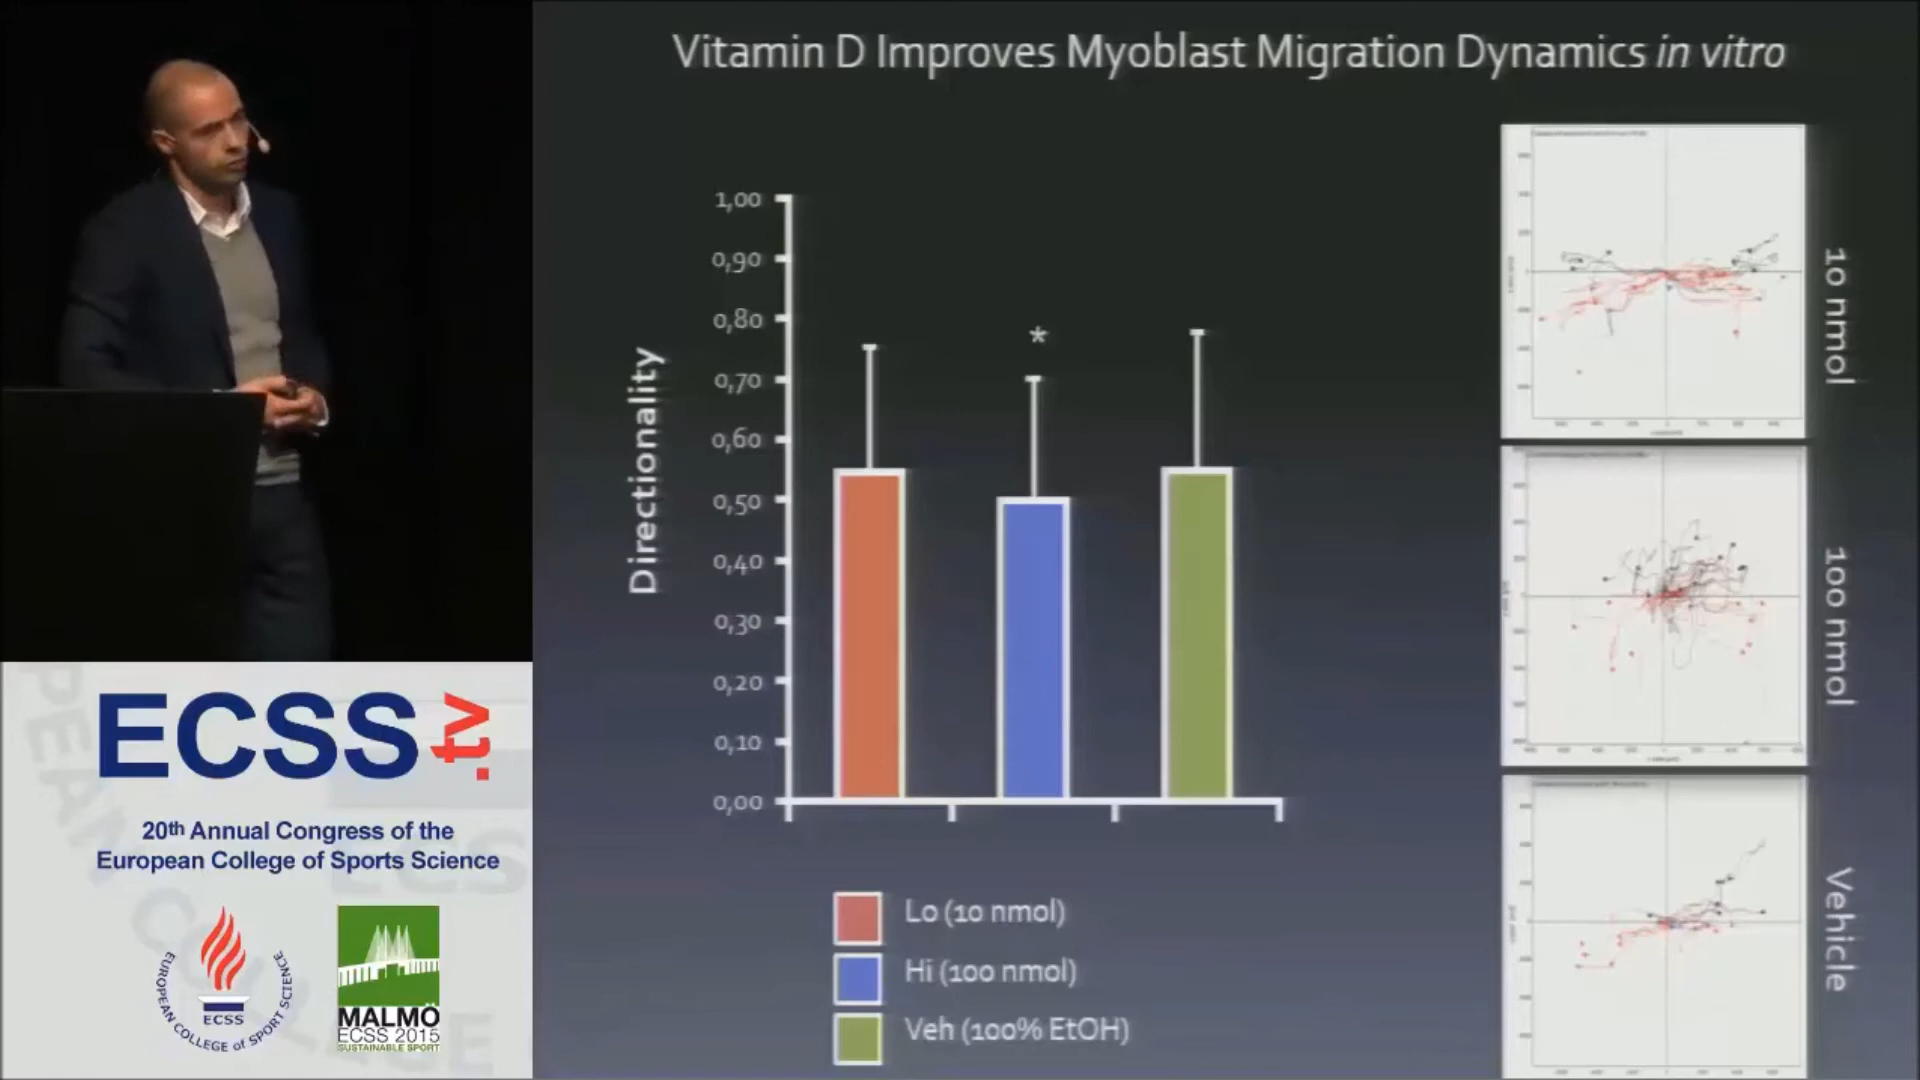 Vitamin D Improves Myoblast Migration Dynamics in vitro
1,00
0,90
0,80
0,70
0,60
0,50
0,40
0,30
0,20
0,10
0,00
Directionality
*
Lo (10 nmol)
Hi (100 nmol)
Veh (100% EtOH)
10 nmol
100 nmol
Vehicle
ECSS.tv
20th Annual Congress of the
European College of Sports Science
EUROPEAN COLLEGE of SPORT SCIENCE
ECSS
MALMÖ
ECSS 2015
SUSTAINABLE SPORT